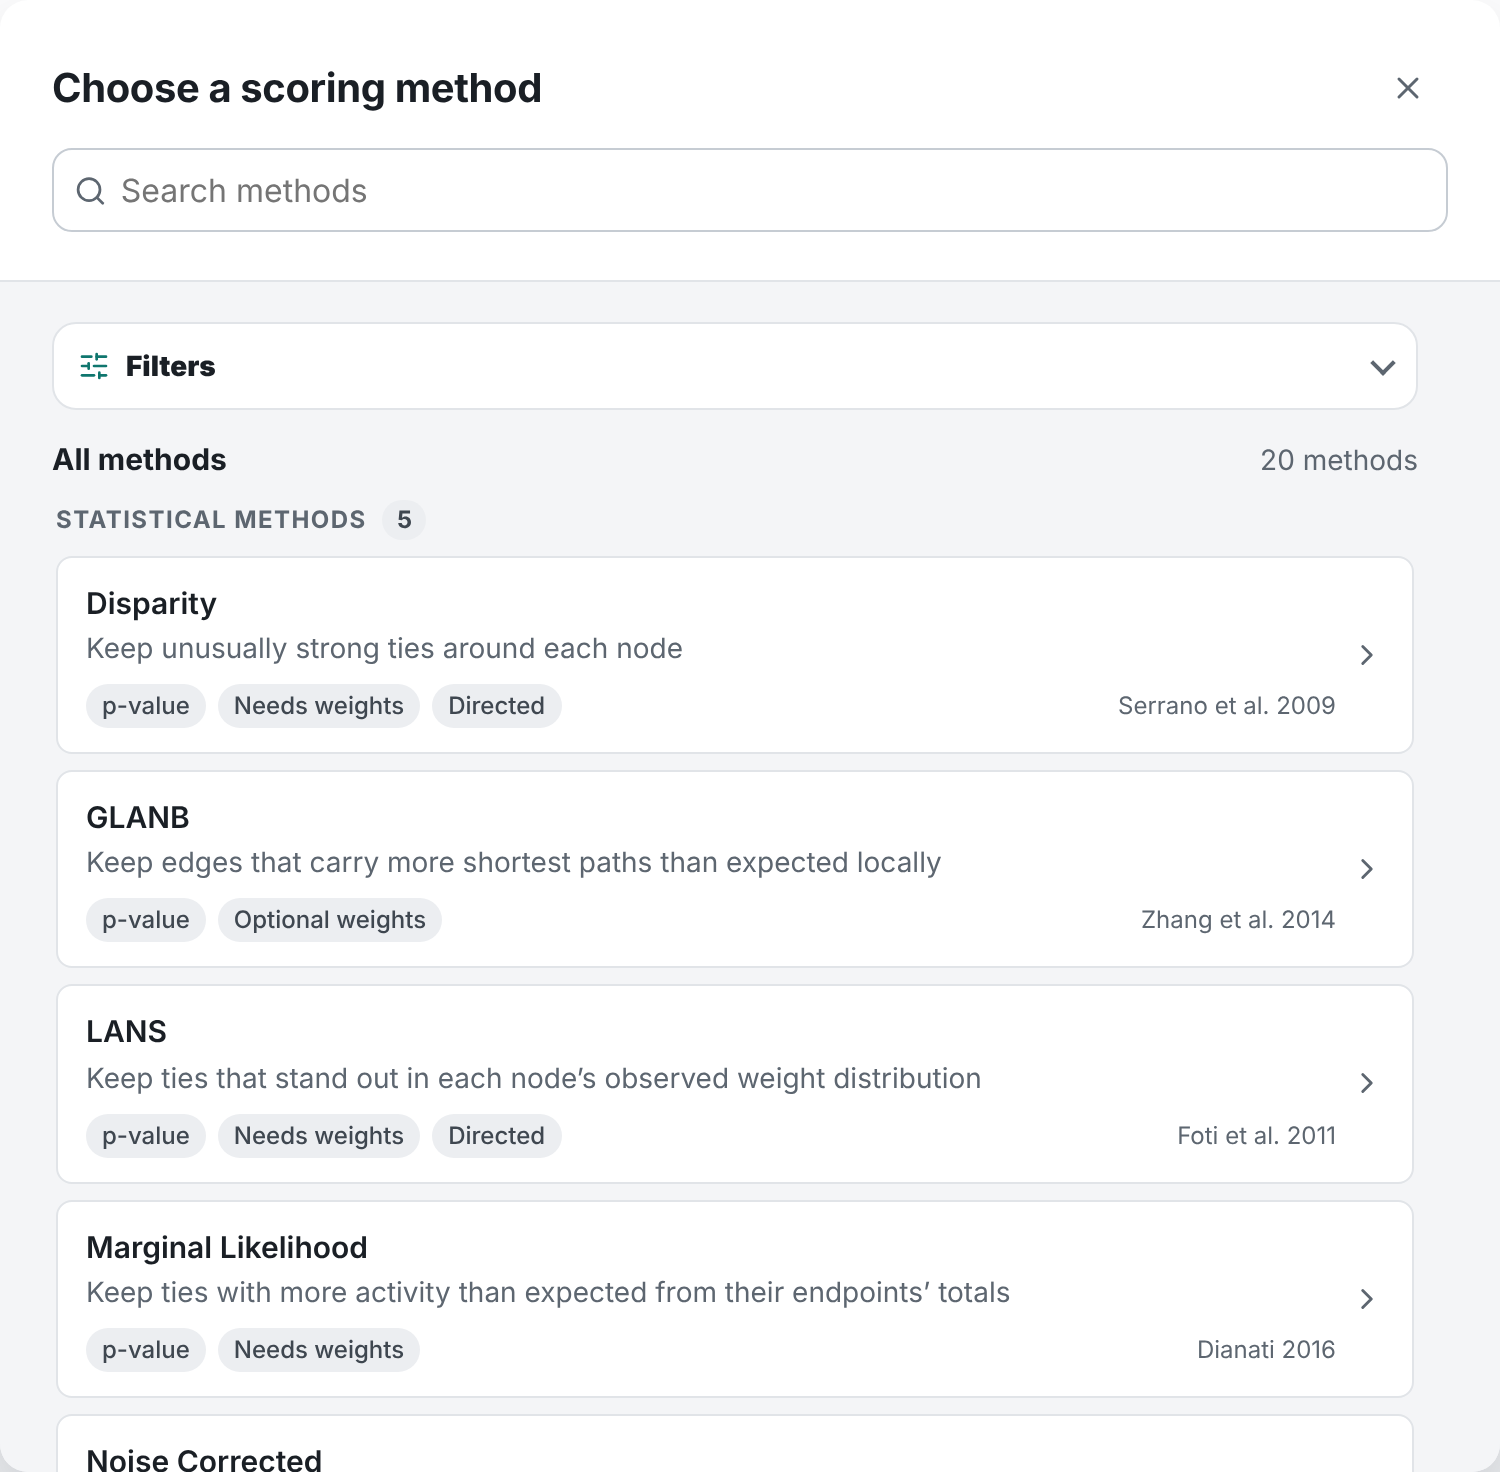 Choose a scoring method
Search methods
Filters
All methods
20 methods
STATISTICAL METHODS 5
Disparity
Keep unusually strong ties around each node
p-value Needs weights Directed Serrano et al. 2009
GLANB
Keep edges that carry more shortest paths than expected locally
p-value Optional weights Zhang et al. 2014
LANS
Keep ties that stand out in each node’s observed weight distribution
p-value Needs weights Directed Foti et al. 2011
Marginal Likelihood
Keep ties with more activity than expected from their endpoints’ totals
p-value Needs weights Dianati 2016
Noise Corrected